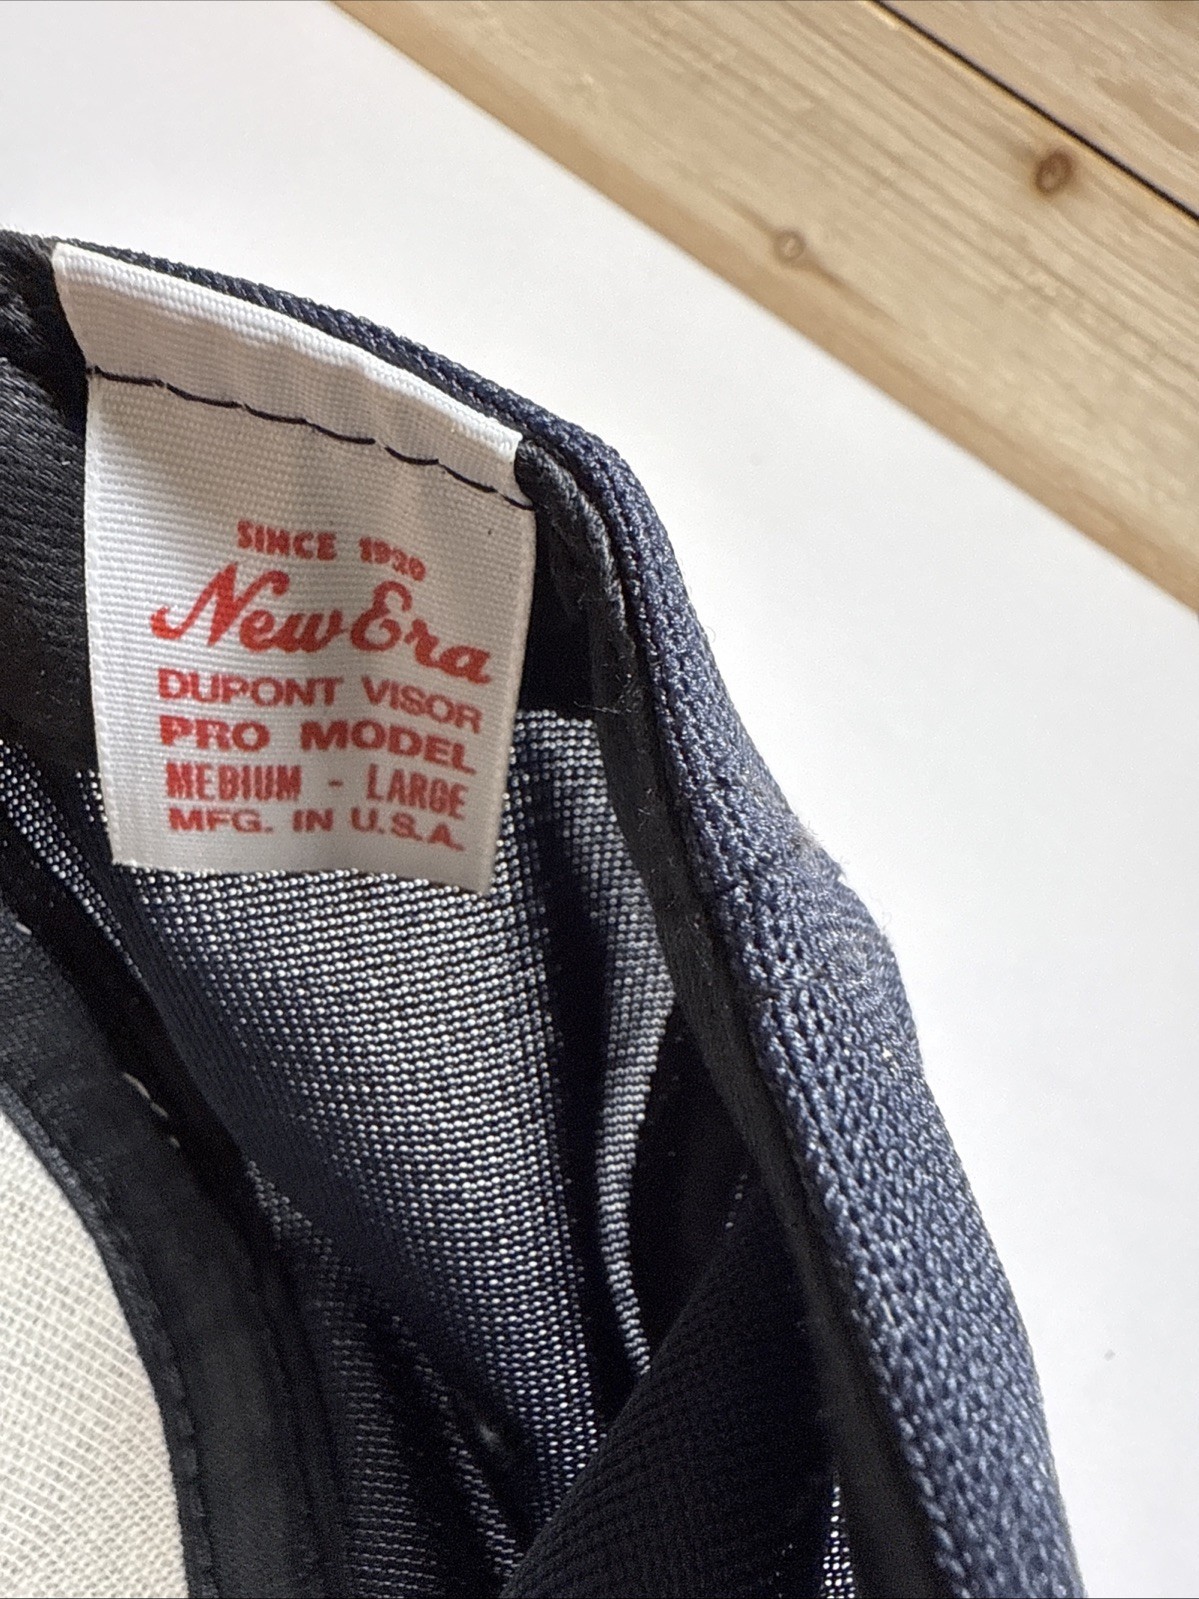 SINCE 1920
New Era
DUPONT VISOR
PRO MODEL
MEDIUM - LARGE
MFG. IN U.S.A.